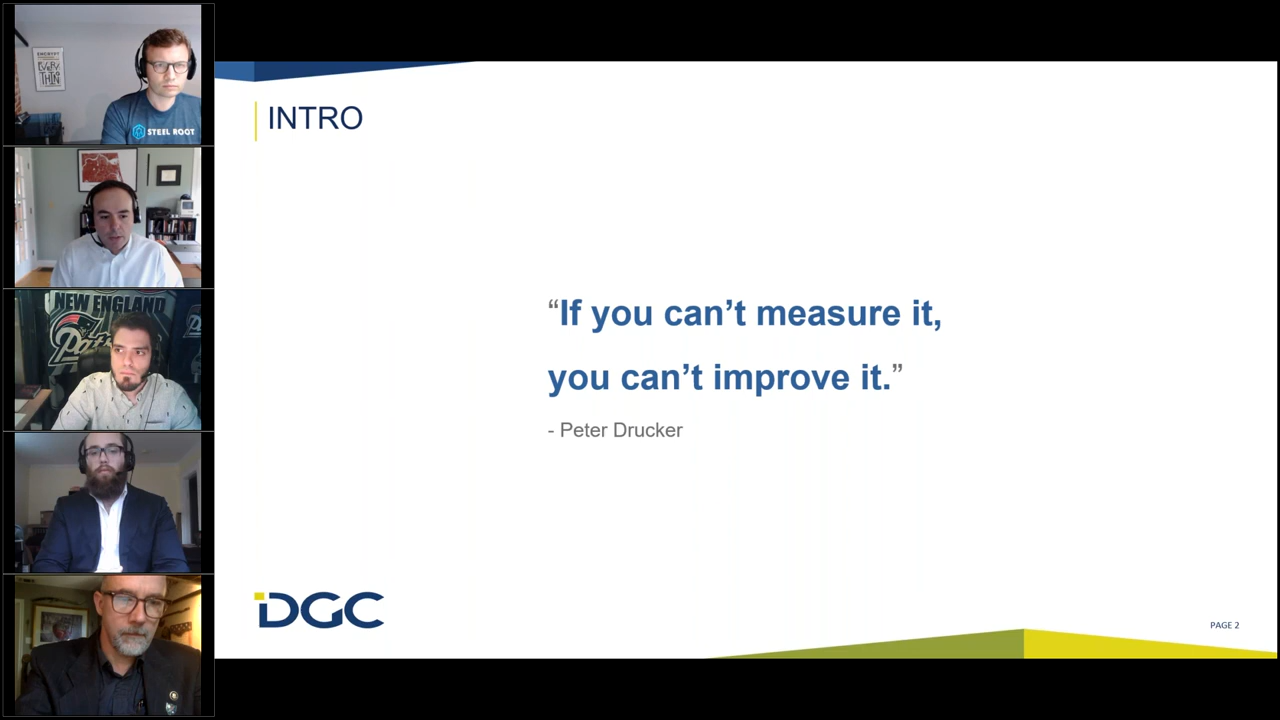 ENCRYPT
EVERY
THIN
STEEL ROOT
NEW ENGLAND
INTRO
“If you can’t measure it,
you can’t improve it.”
- Peter Drucker
DGC
PAGE 2